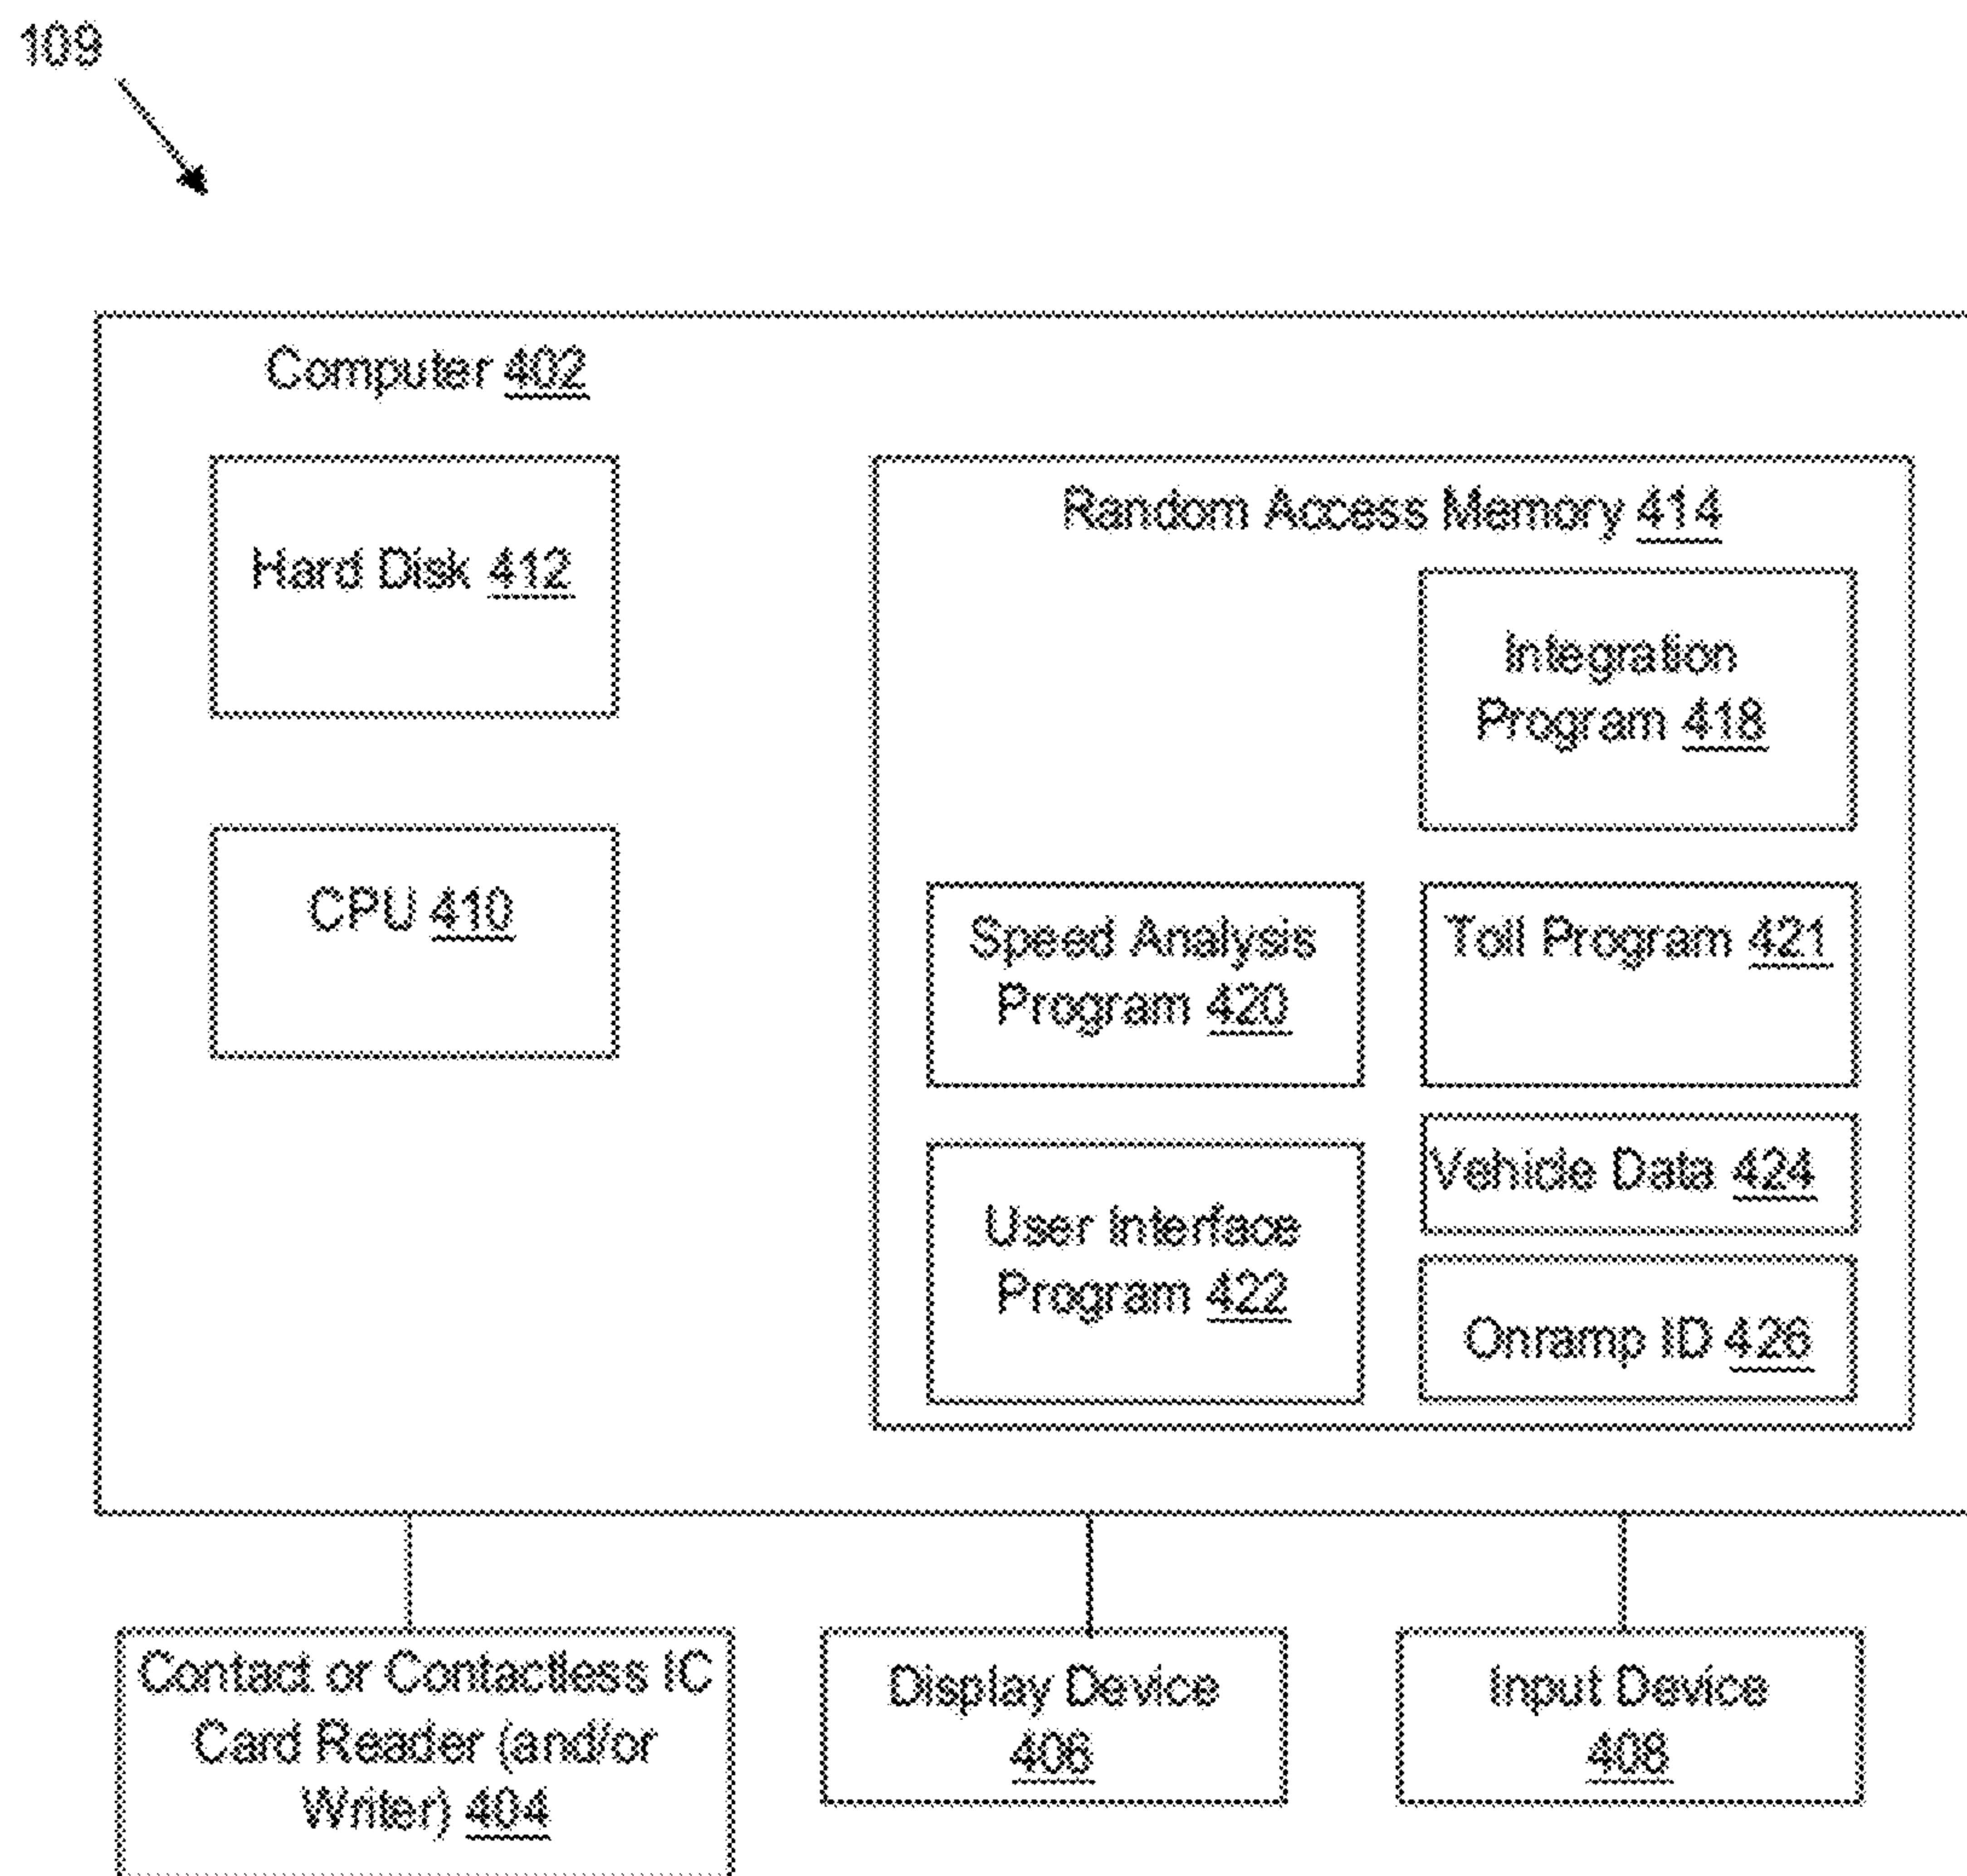 109
Computer 402
Hard Disk 412
CPU 410
Random Access Memory 414
Integration
Program 418
Speed Analysis
Program 420
Toll Program 421
User Interface
Program 422
Vehicle Data 424
Onramp ID 426
Contact or Contactless IC
Card Reader (and/or
Writer) 404
Display Device
406
Input Device
408